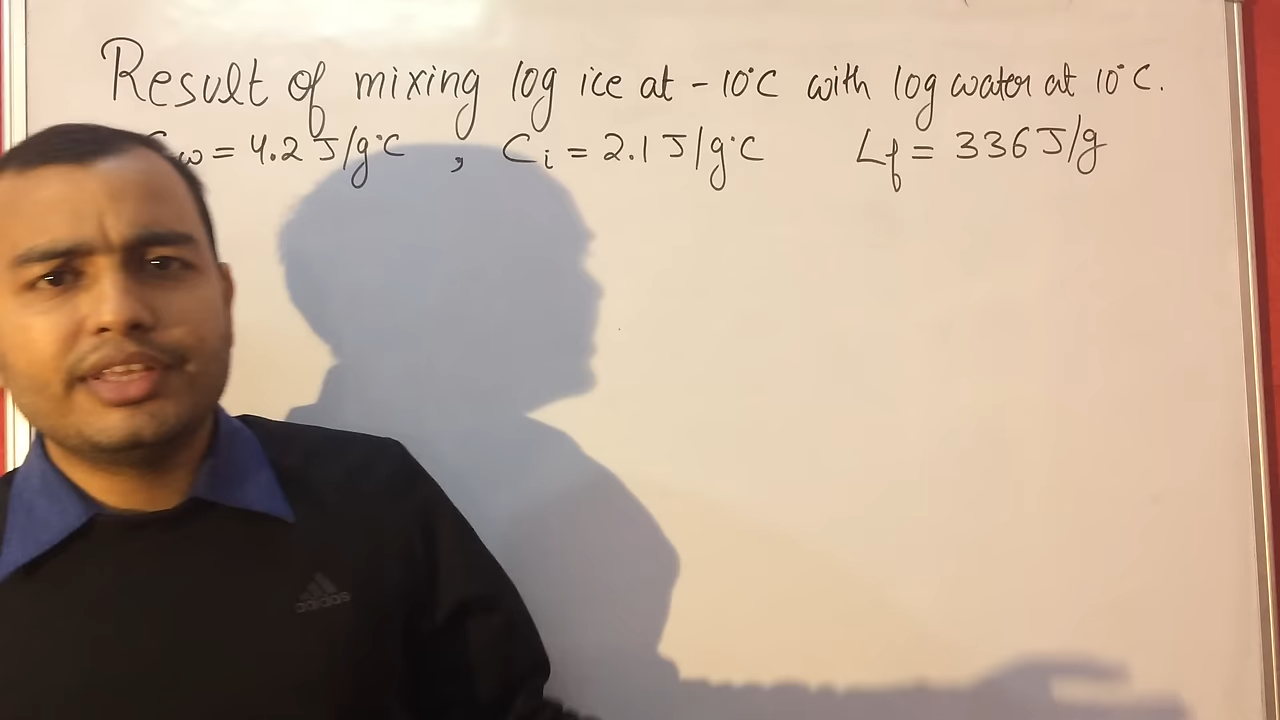 Result of mixing 10g ice at -10°C with 10g water at 10°C.
Cw = 4.2 J/g°C , Ci = 2.1 J/g°C Lf = 336 J/g
adidas